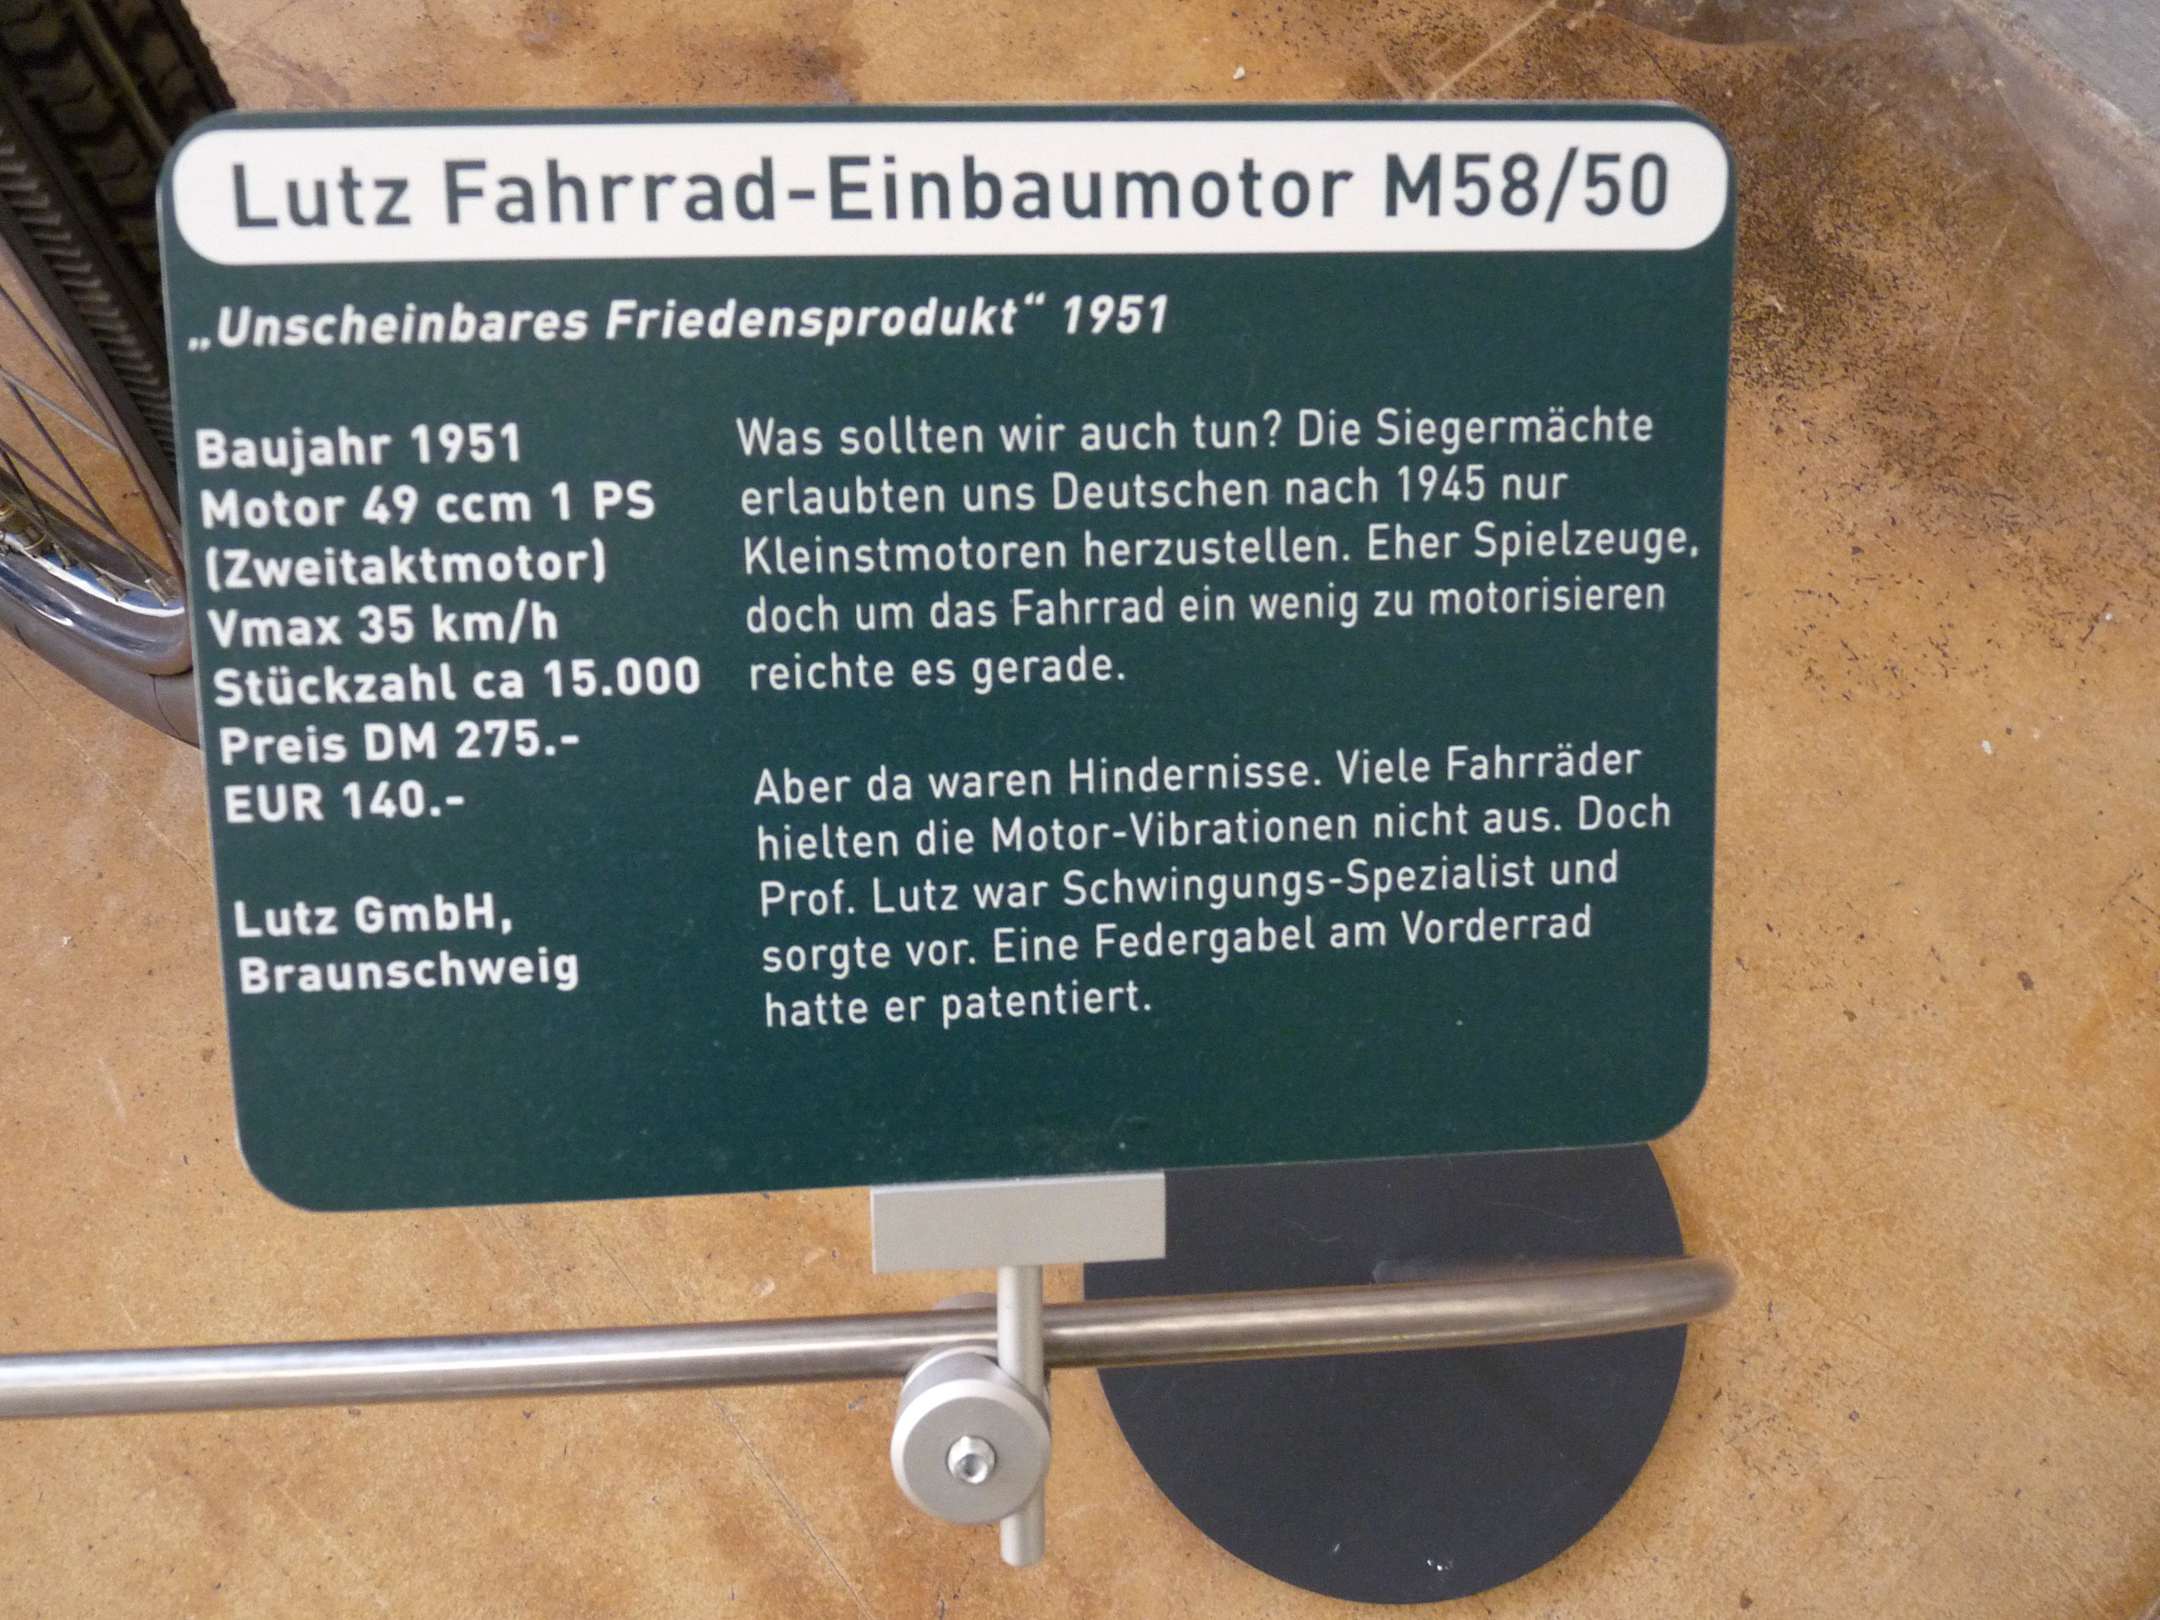 Lutz Fahrrad-Einbaumotor M58/50
„Unscheinbares Friedensprodukt“ 1951
Baujahr 1951
Motor 49 ccm 1 PS
(Zweitaktmotor)
Vmax 35 km/h
Stückzahl ca 15.000
Preis DM 275.-
EUR 140.-
Lutz GmbH,
Braunschweig
Was sollten wir auch tun? Die Siegermächte
erlaubten uns Deutschen nach 1945 nur
Kleinstmotoren herzustellen. Eher Spielzeuge,
doch um das Fahrrad ein wenig zu motorisieren
reichte es gerade.
Aber da waren Hindernisse. Viele Fahrräder
hielten die Motor-Vibrationen nicht aus. Doch
Prof. Lutz war Schwingungs-Spezialist und
sorgte vor. Eine Federgabel am Vorderrad
hatte er patentiert.